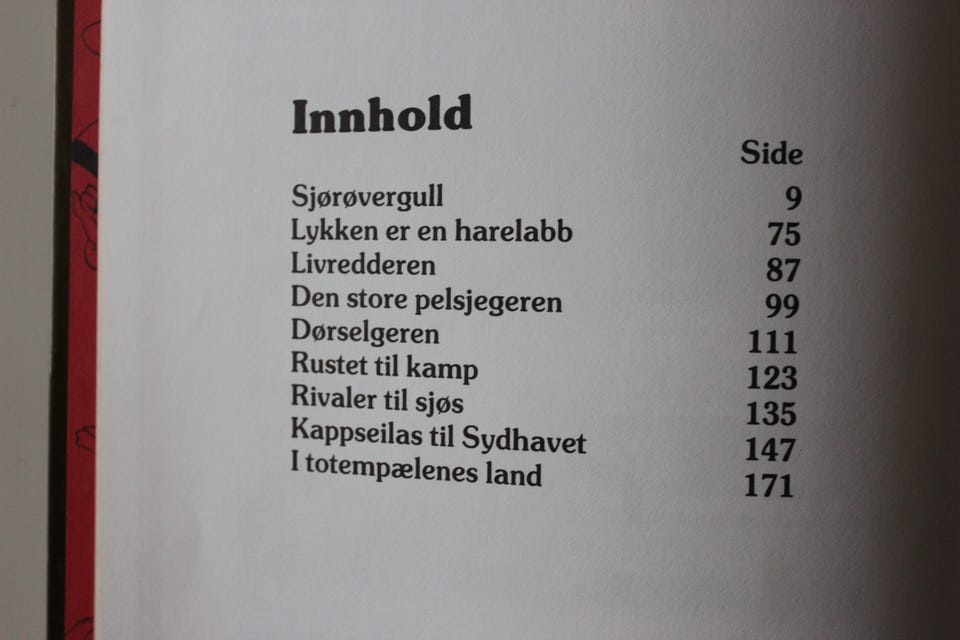 Innhold
Side
Sjørøvergull 9
Lykken er en harelabb 75
Livredderen 87
Den store pelsjegeren 99
Dørselgeren 111
Rustet til kamp 123
Rivaler til sjøs 135
Kappseilas til Sydhavet 147
I totempælenes land 171